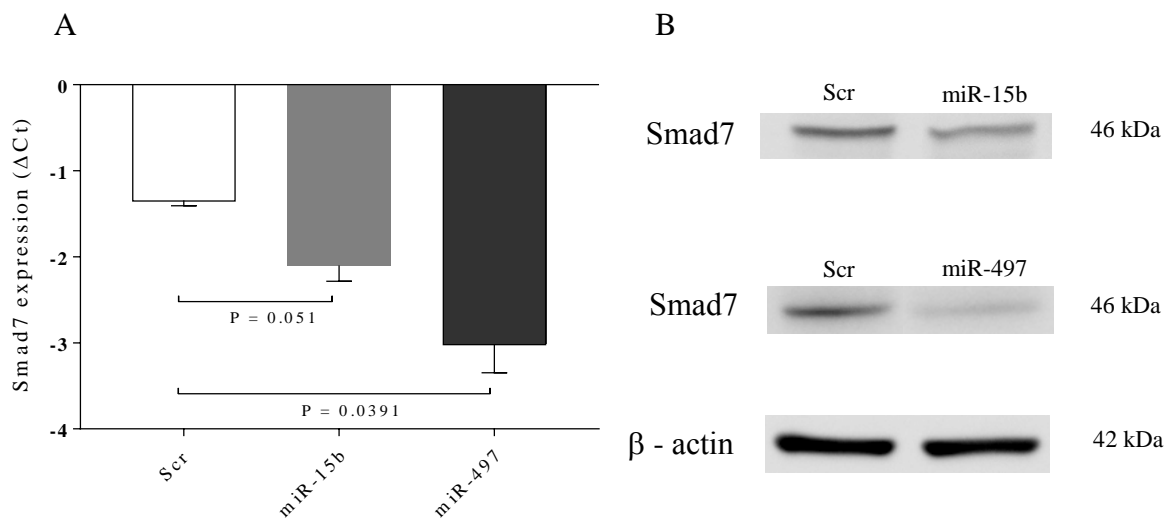 A
Smad7 expression (ΔCt)
0
-1
-2
-3
-4
P = 0.051
P = 0.0391
Scr
miR-15b
miR-497
B
Scr miR-15b
Smad7 46 kDa
Scr miR-497
Smad7 46 kDa
β - actin 42 kDa